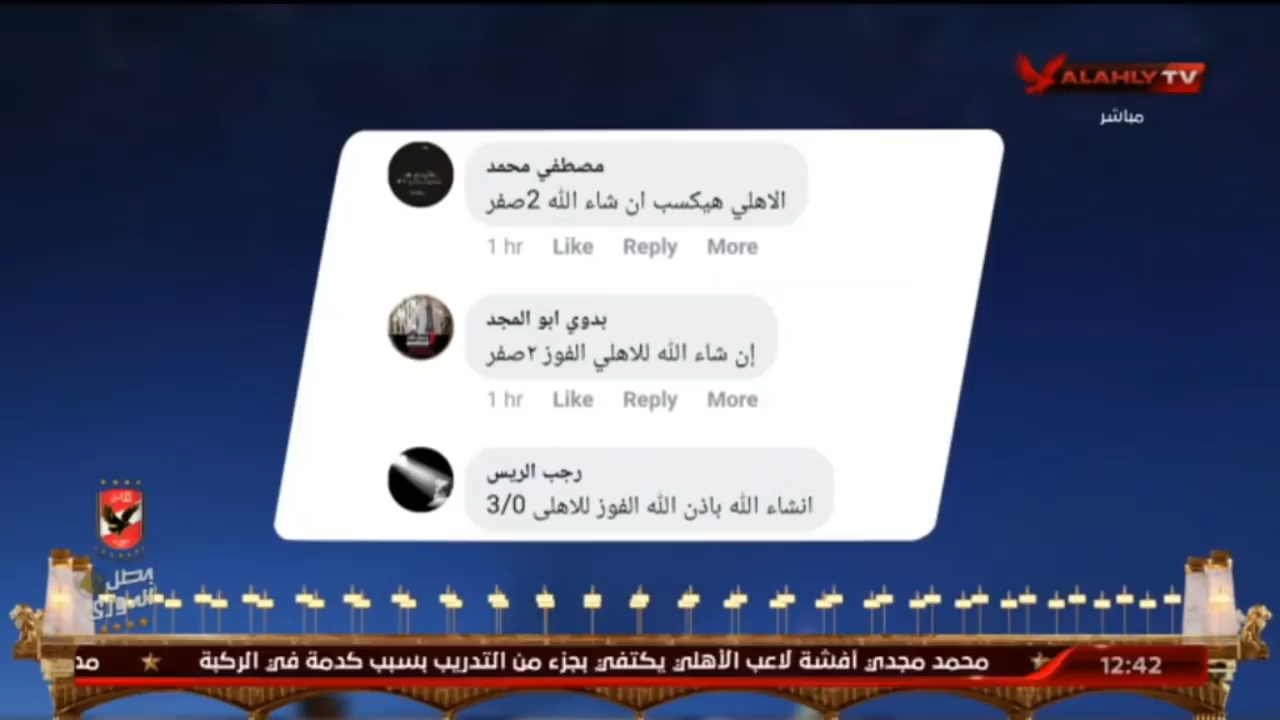 ALAHLY TV
مباشر
مصطفي محمد
الاهلي هيكسب ان شاء الله 2صفر
1 hr Like Reply More
بدوي ابو المجد
إن شاء الله للاهلي الفوز ٢صفر
1 hr Like Reply More
رجب الريس
انشاء الله باذن الله الفوز للاهلى 3/0
بطل الدوري
12:42
محمد مجدي أفشة لاعب الأهلي يكتفي بجزء من التدريب بسبب كدمة في الركبة